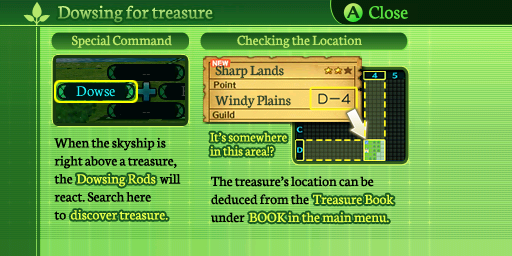 Dowsing for treasure
A Close
Special Command
Dowse
When the skyship is
right above a treasure,
the Dowsing Rods will
react. Search here
to discover treasure.
Checking the Location
NEW
Sharp Lands
Point
Windy Plains
D-4
Guild
4 5
C
D
It's somewhere
in this area!?
The treasure's location can be
deduced from the Treasure Book
under BOOK in the main menu.